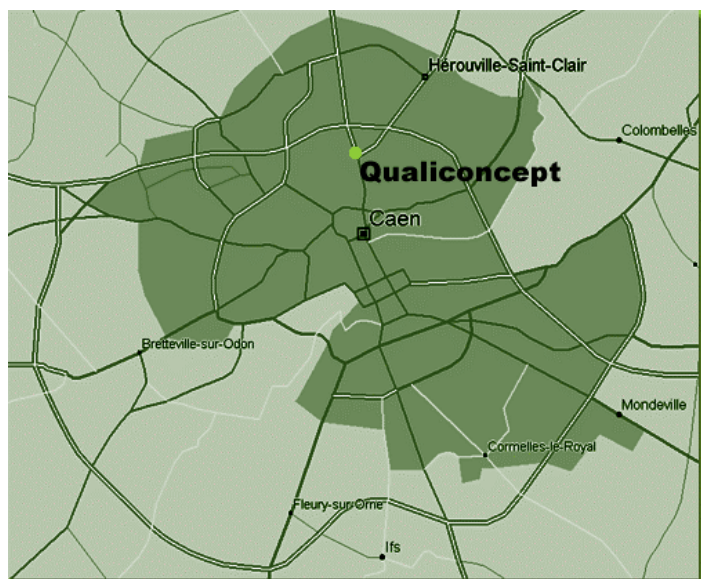 Hérouville-Saint-Clair
Colombelles
Qualiconcept
Caen
Bretteville-sur-Odon
Mondeville
Cormelles-le-Royal
Fleury-sur-Orne
Ifs